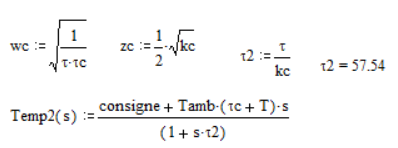 wc := √(1/(τ·τc))   zc := 1/2·√kc   τ2 := τ/kc   τ2 = 57.54
Temp2(s) := (consigne + Tamb·(τc + T)·s)/(1 + s·τ2)